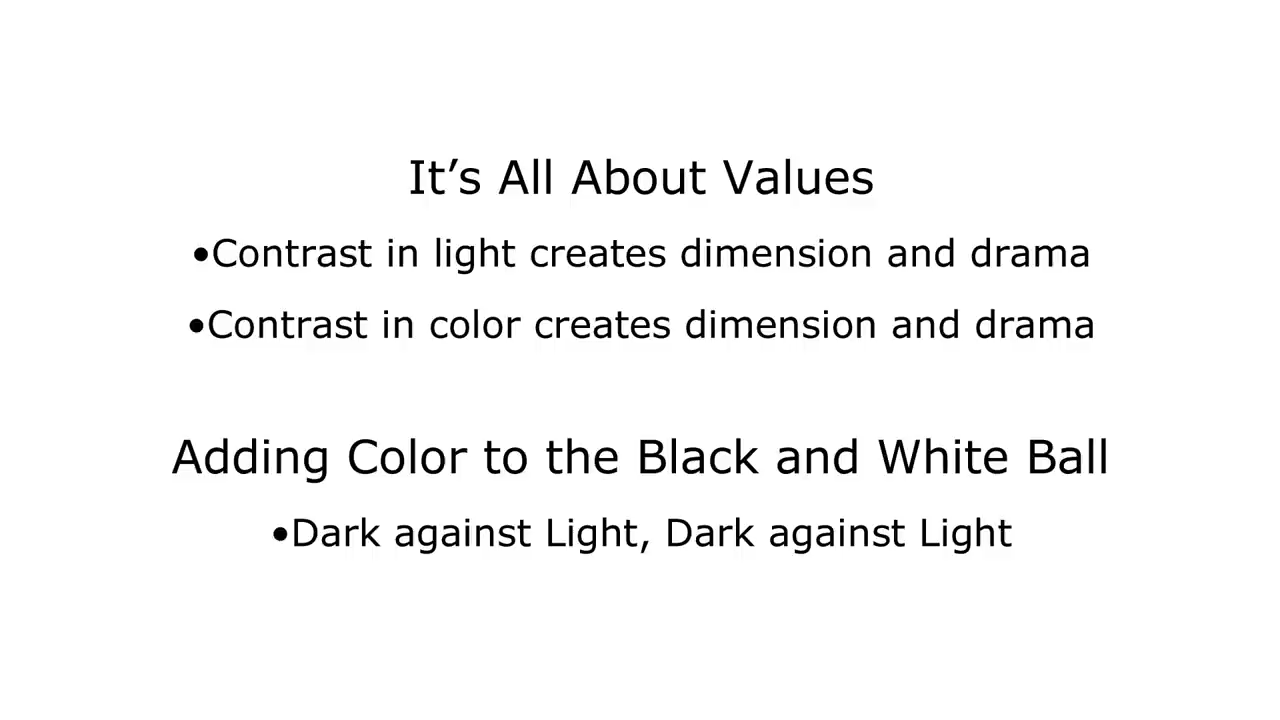 It’s All About Values
•Contrast in light creates dimension and drama
•Contrast in color creates dimension and drama
Adding Color to the Black and White Ball
•Dark against Light, Dark against Light